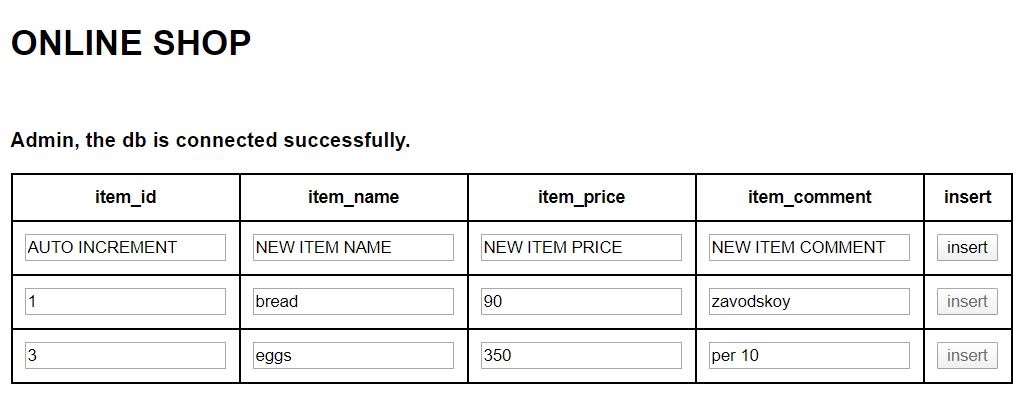 ONLINE SHOP
Admin, the db is connected successfully.
item_id item_name item_price item_comment insert
AUTO INCREMENT NEW ITEM NAME NEW ITEM PRICE NEW ITEM COMMENT insert
1 bread 90 zavodskoy insert
3 eggs 350 per 10 insert